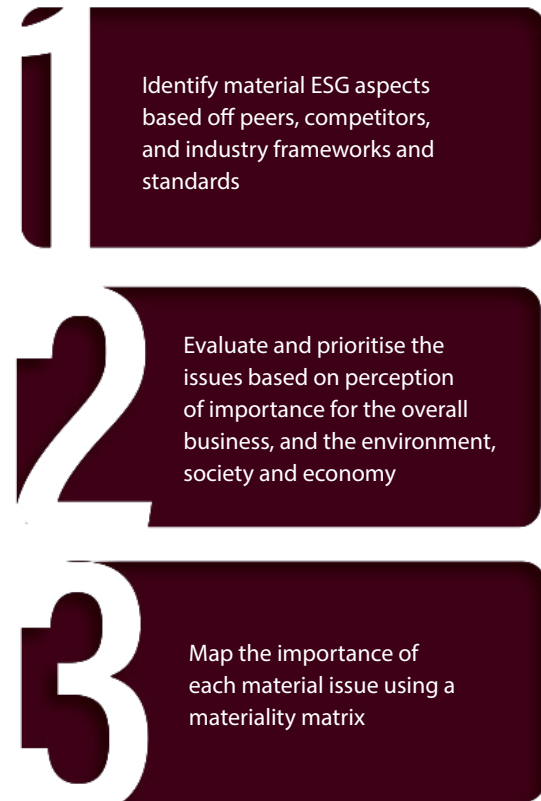 1
Identify material ESG aspects
based off peers, competitors,
and industry frameworks and
standards
2
Evaluate and prioritise the
issues based on perception
of importance for the overall
business, and the environment,
society and economy
3
Map the importance of
each material issue using a
materiality matrix